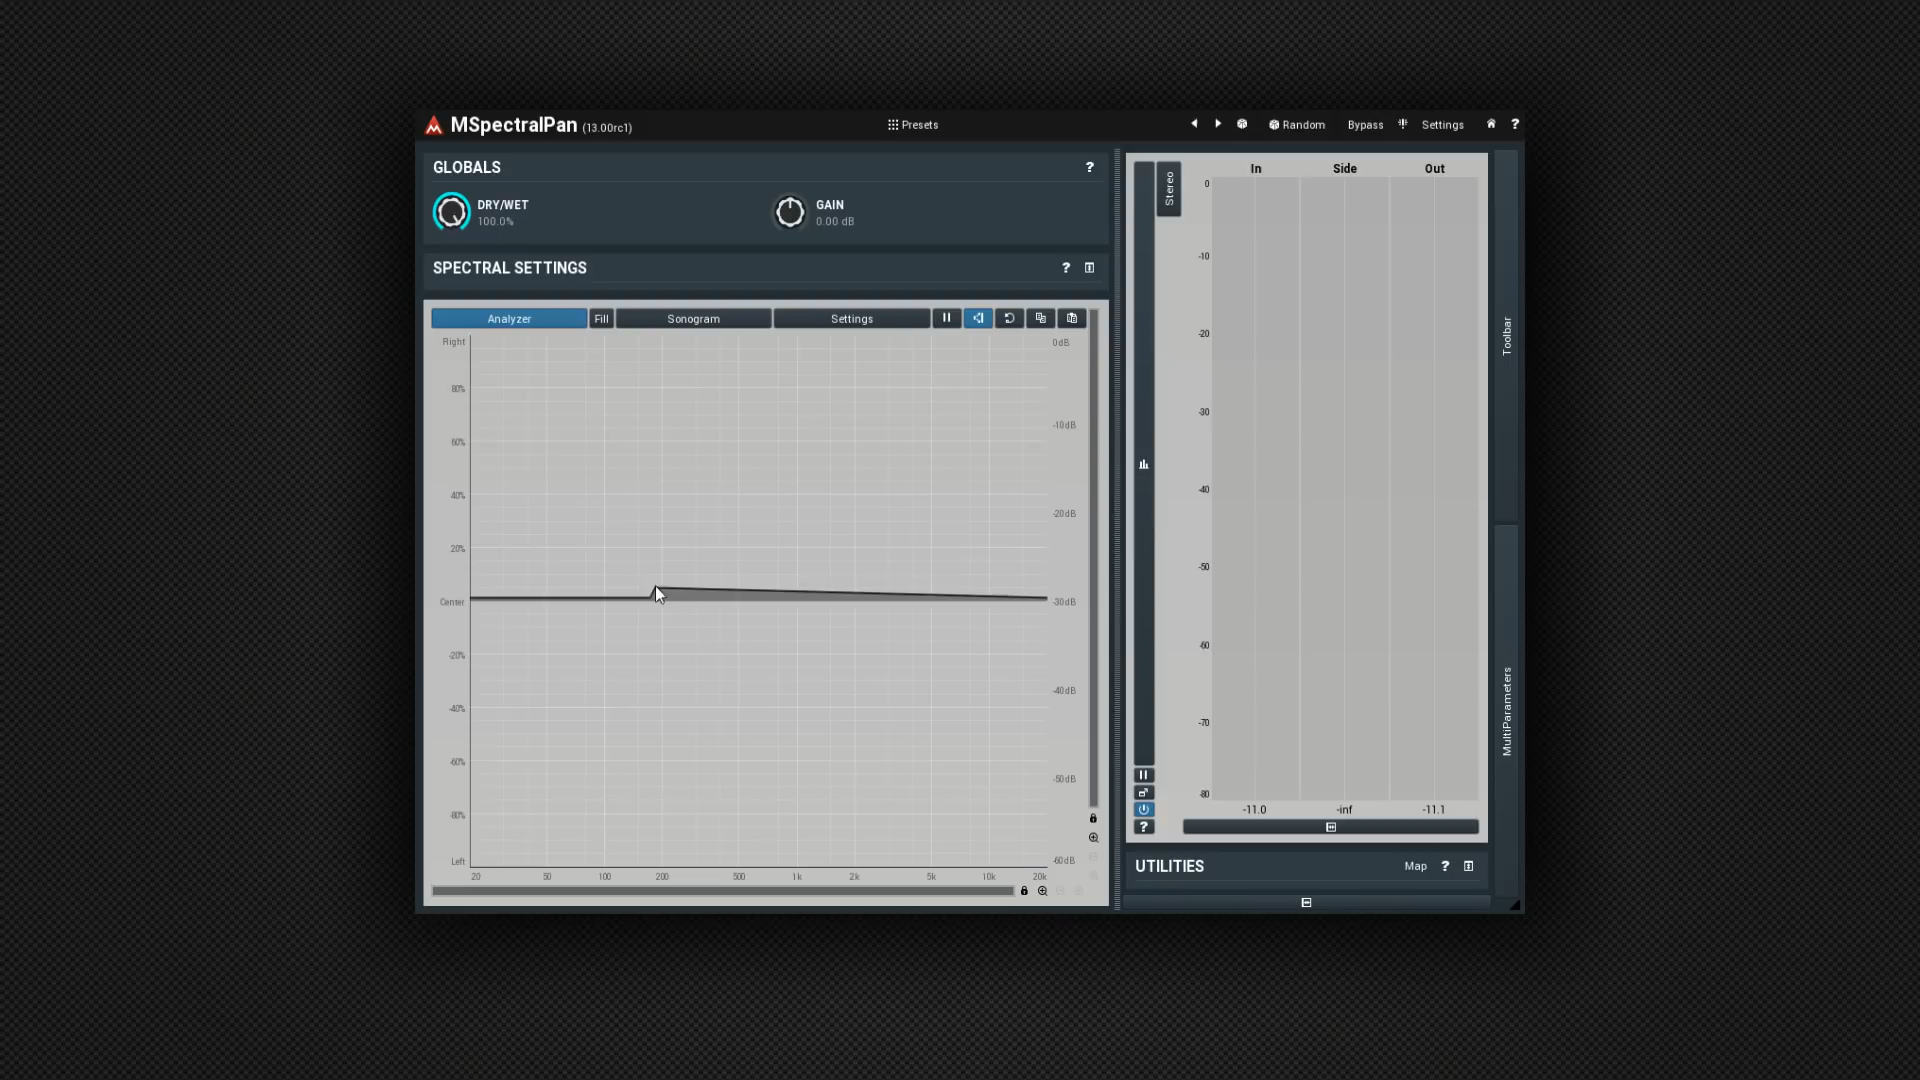 MSpectralPan (13.00rc1)
Presets
Random
Bypass
Settings
?
GLOBALS
?
DRY/WET
100.0%
GAIN
0.00 dB
SPECTRAL SETTINGS
?
Analyzer
Fill
Sonogram
Settings
Right
80%
60%
40%
20%
Center
-20%
-40%
-60%
-80%
Left
0dB
-10dB
-20dB
-30dB
-40dB
-50dB
-60dB
20
50
100
200
500
1k
2k
5k
10k
20k
Stereo
In
Side
Out
0
-10
-20
-30
-40
-50
-60
-70
-80
-11.0
-inf
-11.1
?
UTILITIES
Map
?
Toolbar
MultiParameters